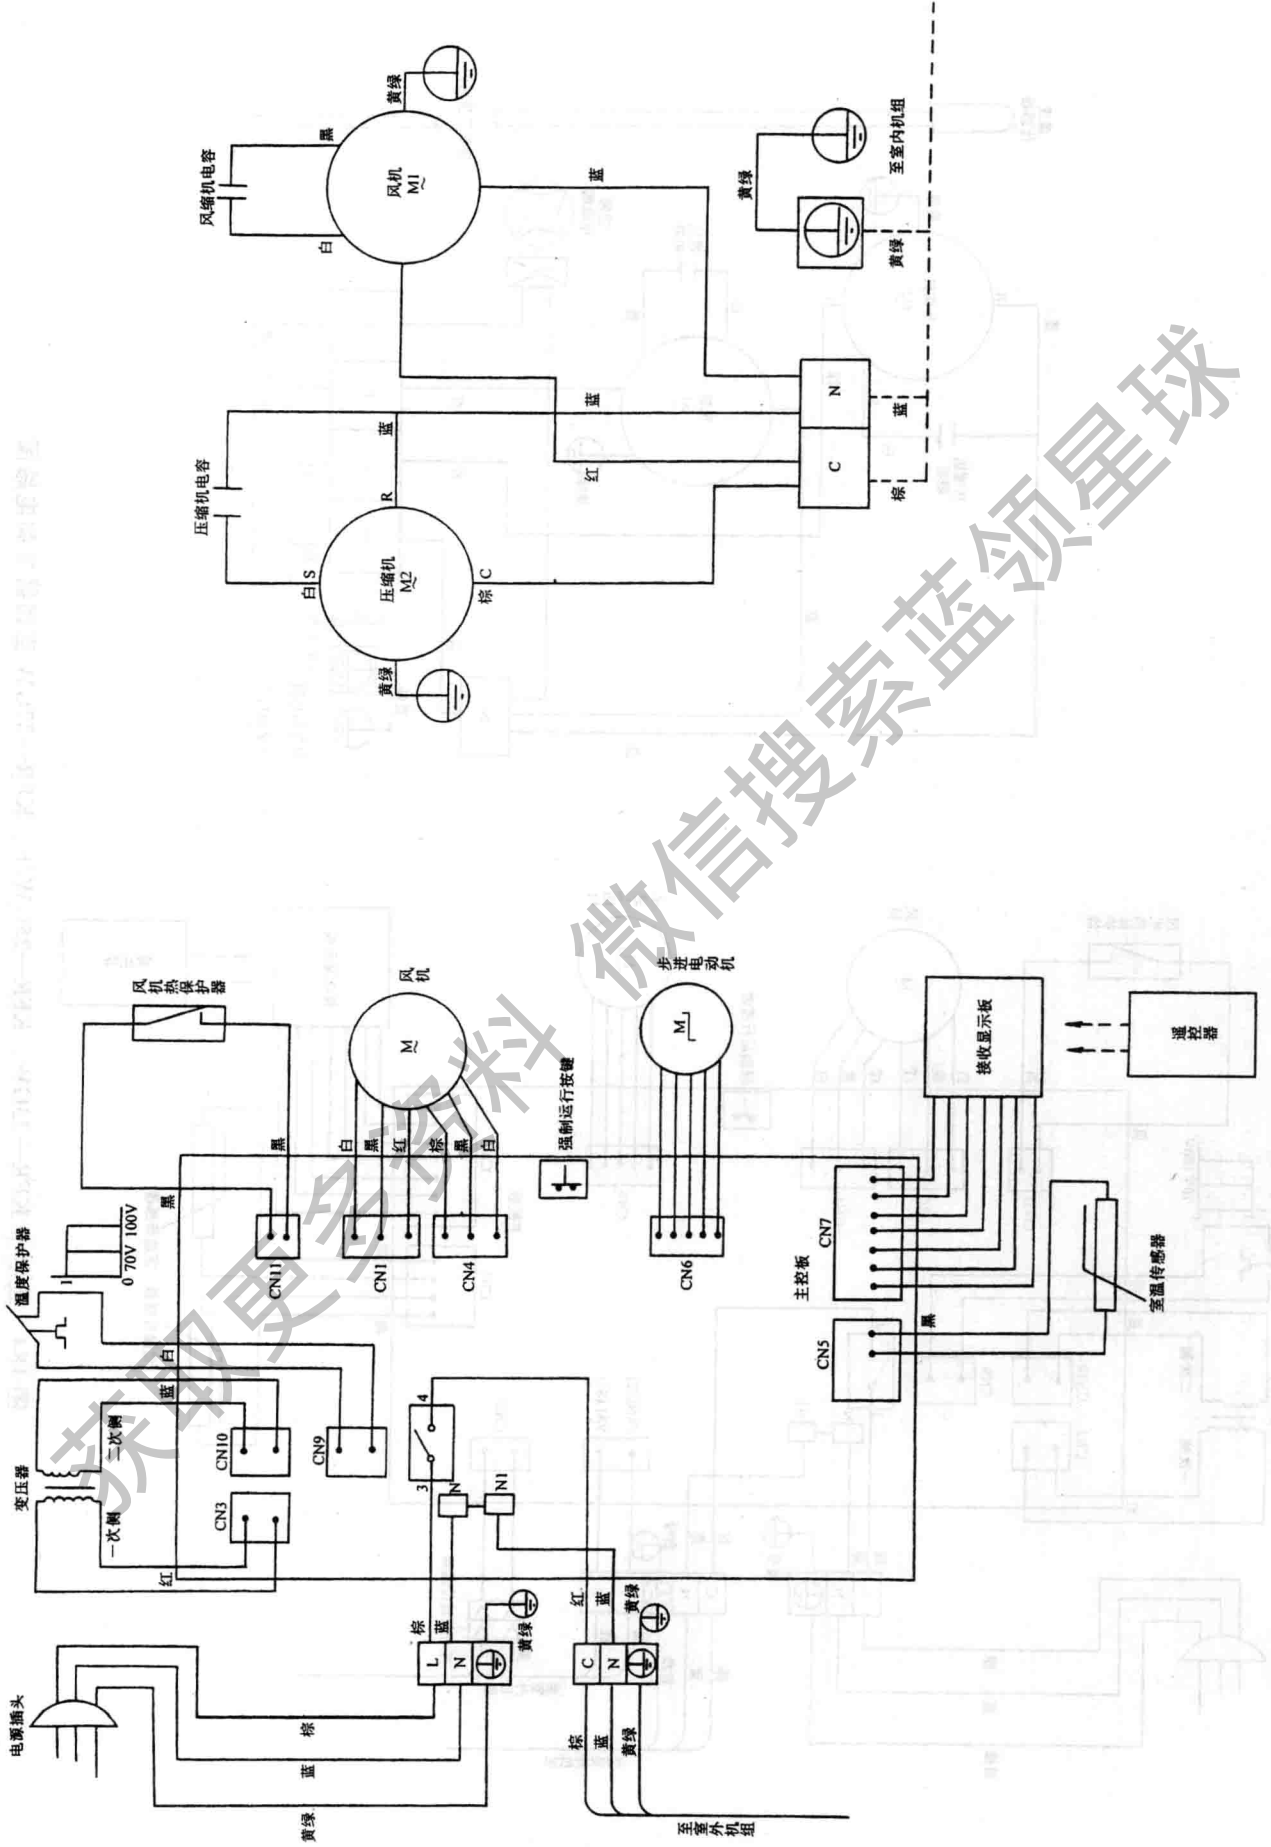 电源插头
棕
蓝
黄绿
变压器
一次侧
二次侧
红
蓝
CN3
CN10
温度保护器
白
CN9
1
0 70V 100V
风机热保护器
黑
黑
CN11
风机
M
~
白
黑
红
棕
黑
白
CN1
CN4
强制运行按键
步进电动机
M
CN6
主控板
CN7
CN5
黑
接收显示板
遥控器
室温传感器
3
4
N
N1
棕
蓝
黄绿
L
N
红
蓝
黄绿
C
N
棕
蓝
黄绿
至室外机组
压缩机电容
白
S
R
蓝
压缩机
M2
~
黄绿
棕
C
风缩机电容
白
黑
风机
M1
~
黄绿
蓝
蓝
红
C
N
棕
蓝
黄绿
黄绿
至室内机组
获取更多资料 微信搜索蓝领星球